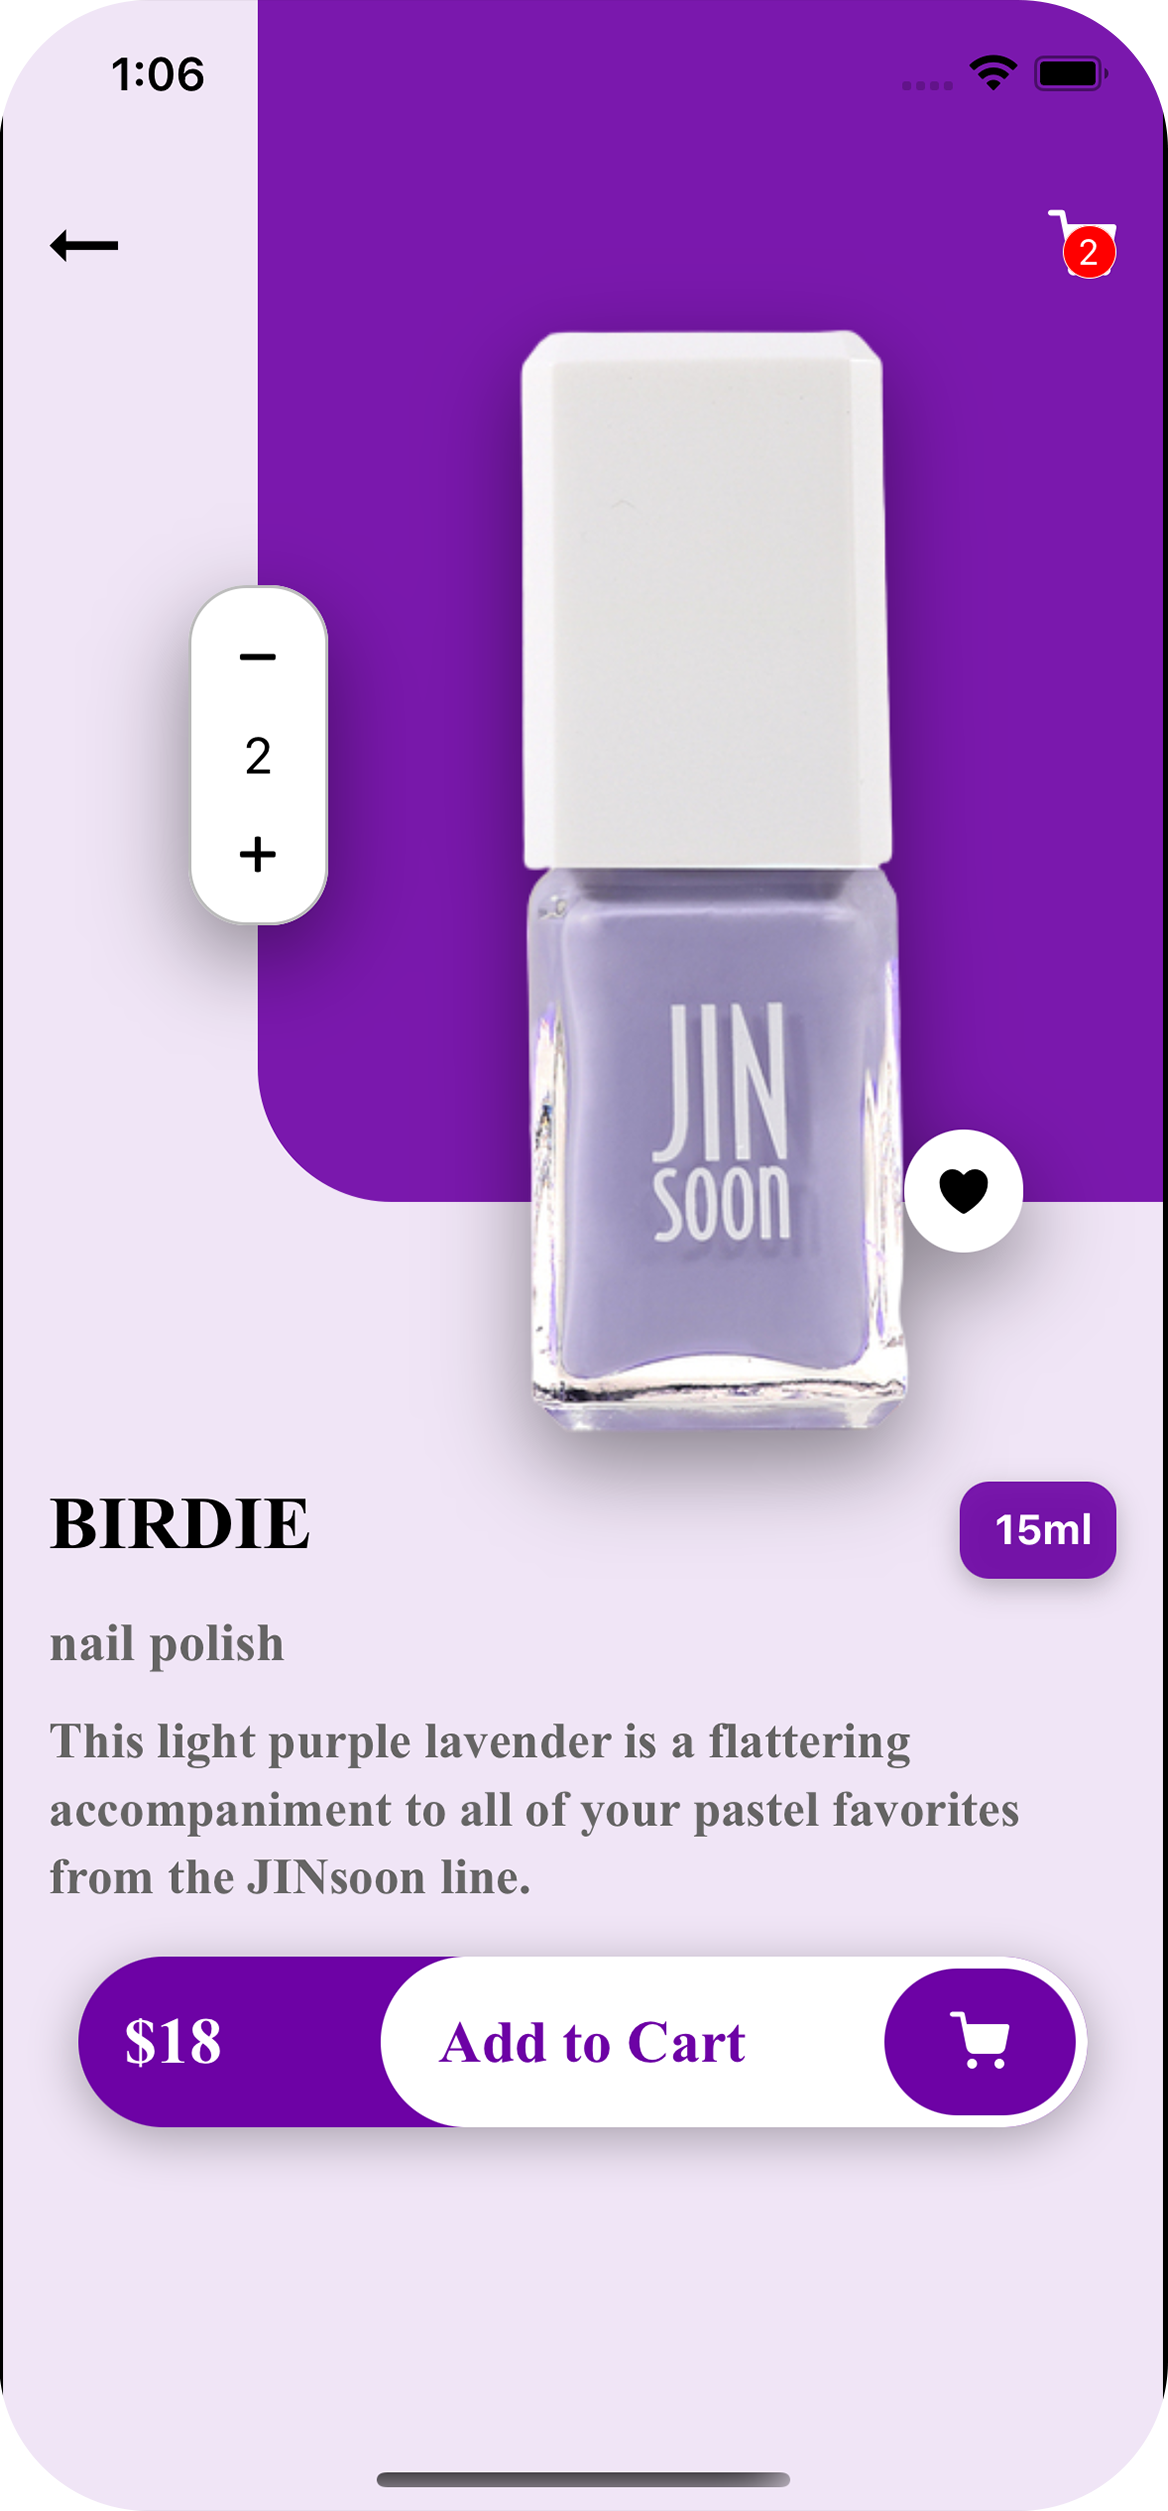 1:06
2
2
JIN
soon
BIRDIE
15ml
nail polish
This light purple lavender is a flattering
accompaniment to all of your pastel favorites
from the JINsoon line.
$18
Add to Cart